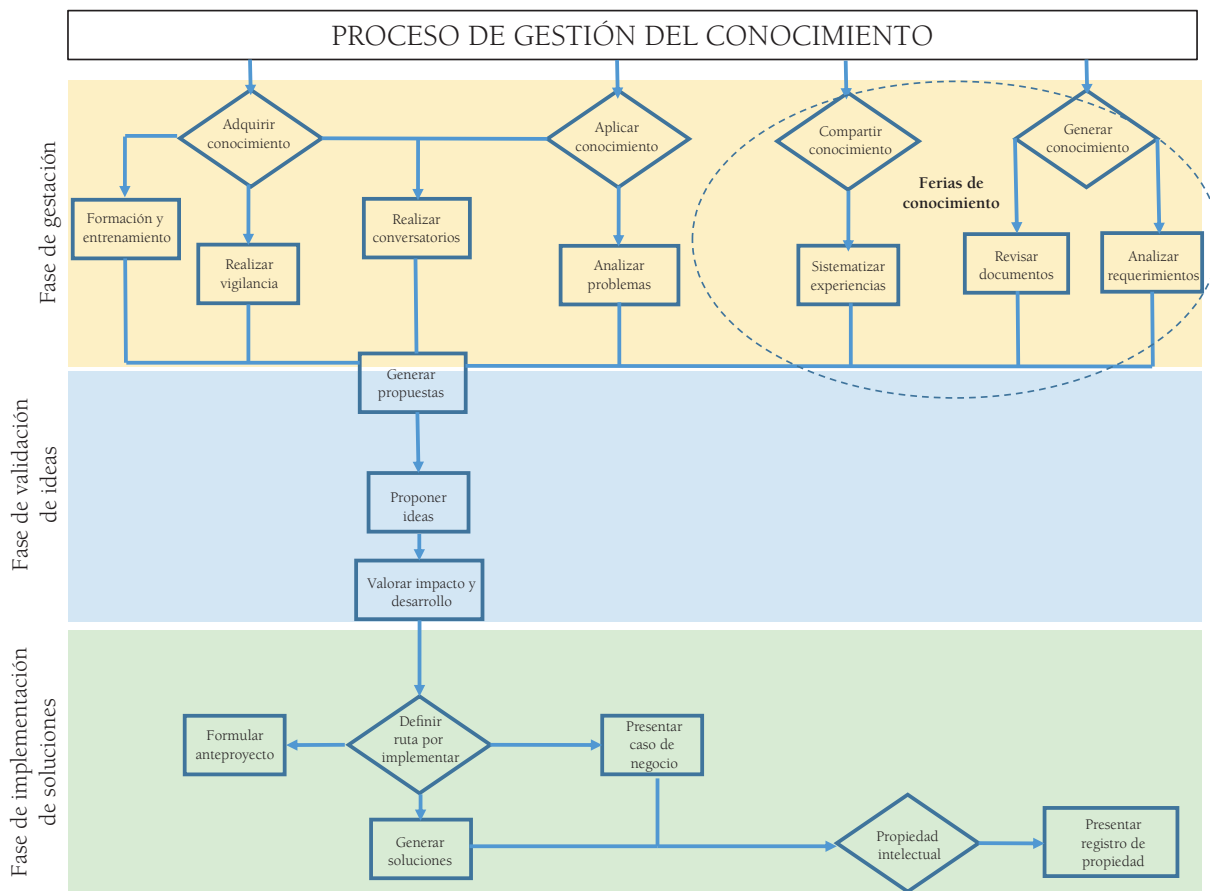 PROCESO DE GESTIÓN DEL CONOCIMIENTO
Fase de gestación
Adquirir
conocimiento
Aplicar
conocimiento
Compartir
conocimiento
Generar
conocimiento
Ferias de
conocimiento
Formación y
entrenamiento
Realizar
vigilancia
Realizar
conversatorios
Analizar
problemas
Sistematizar
experiencias
Revisar
documentos
Analizar
requerimientos
Fase de validación
de ideas
Generar
propuestas
Proponer
ideas
Valorar impacto y
desarrollo
Fase de implementación
de soluciones
Formular
anteproyecto
Definir
ruta por
implementar
Presentar
caso de
negocio
Generar
soluciones
Propiedad
intelectual
Presentar
registro de
propiedad